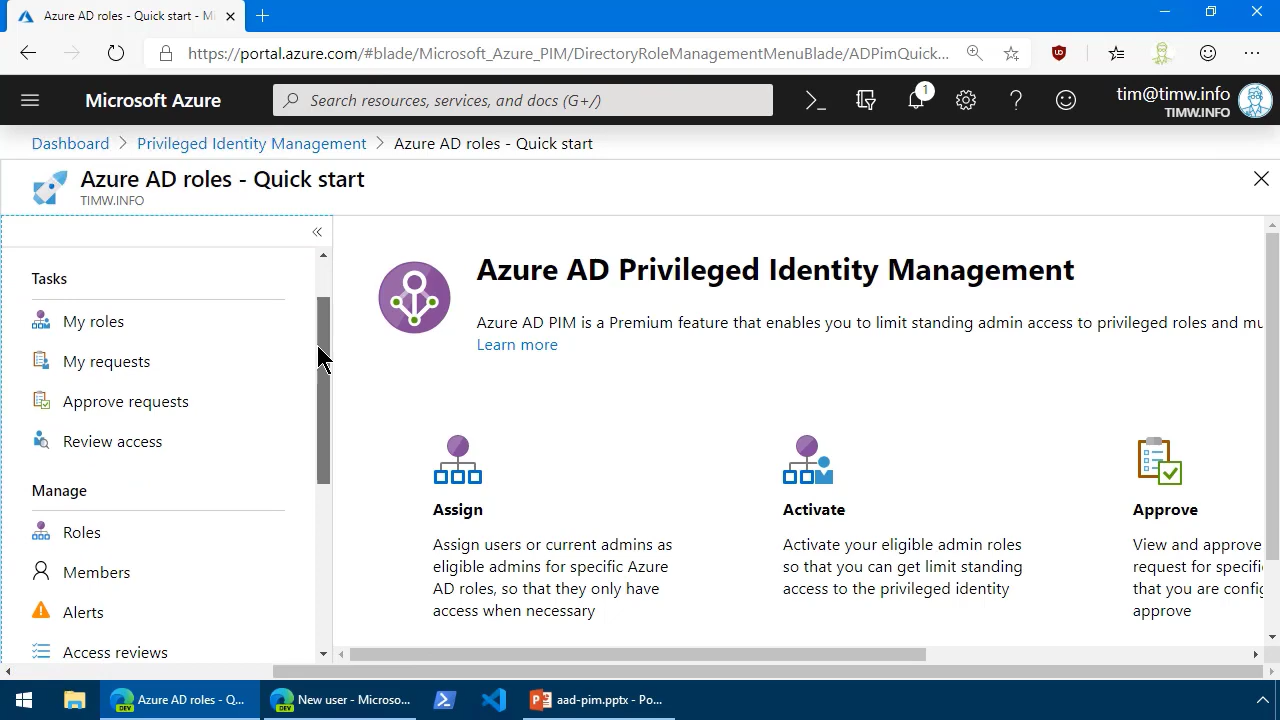 Azure AD roles - Quick start - Mi
https://portal.azure.com/#blade/Microsoft_Azure_PIM/DirectoryRoleManagementMenuBlade/ADPimQuick...
Microsoft Azure
Search resources, services, and docs (G+/)
1
tim@timw.info
TIMW.INFO
Dashboard > Privileged Identity Management > Azure AD roles - Quick start
Azure AD roles - Quick start
TIMW.INFO
Tasks
My roles
My requests
Approve requests
Review access
Manage
Roles
Members
Alerts
Access reviews
Azure AD Privileged Identity Management
Azure AD PIM is a Premium feature that enables you to limit standing admin access to privileged roles and mu
Learn more
Assign
Assign users or current admins as
eligible admins for specific Azure
AD roles, so that they only have
access when necessary
Activate
Activate your eligible admin roles
so that you can get limit standing
access to the privileged identity
Approve
View and approve
request for specifi
that you are config
approve
Azure AD roles - Q...
New user - Microso...
aad-pim.pptx - Po...
DEV
DEV